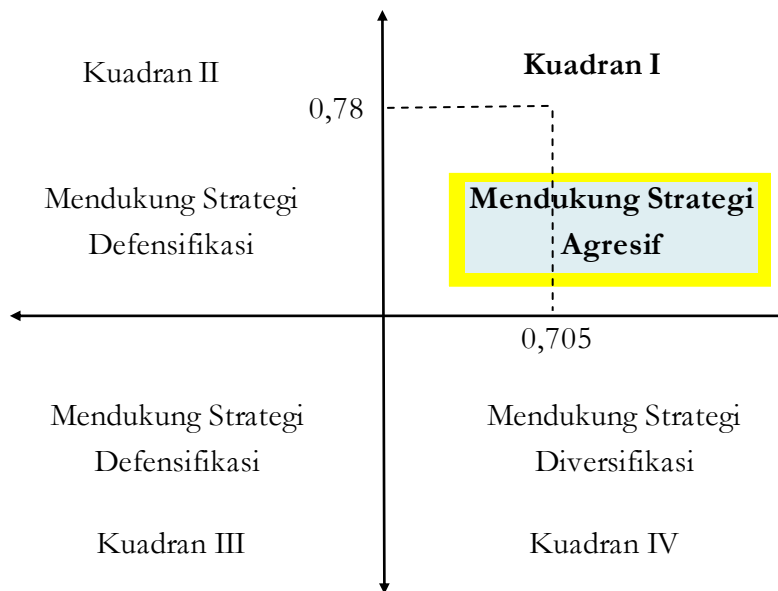 Kuadran II
Kuadran I
0,78
Mendukung Strategi
Defensifikasi
Mendukung Strategi
Agresif
0,705
Mendukung Strategi
Defensifikasi
Mendukung Strategi
Diversifikasi
Kuadran III
Kuadran IV